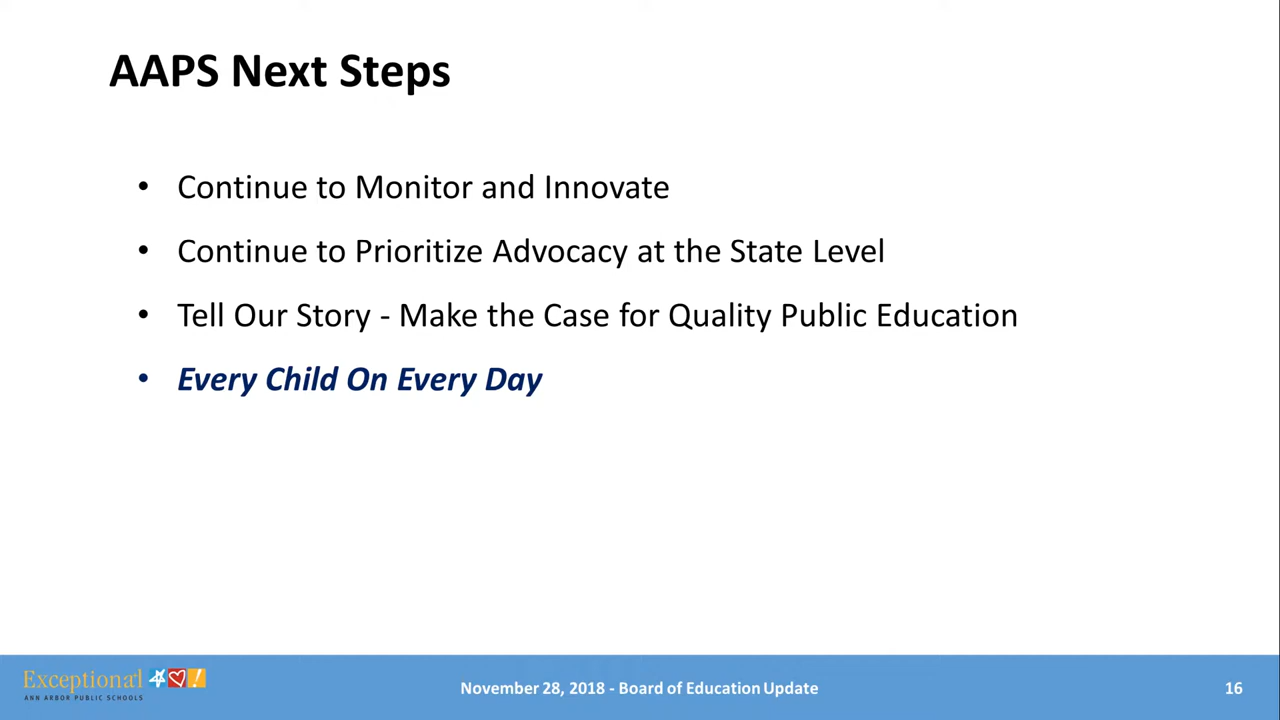 AAPS Next Steps
• Continue to Monitor and Innovate
• Continue to Prioritize Advocacy at the State Level
• Tell Our Story - Make the Case for Quality Public Education
• Every Child On Every Day
Exceptional
ANN ARBOR PUBLIC SCHOOLS
November 28, 2018 - Board of Education Update
16